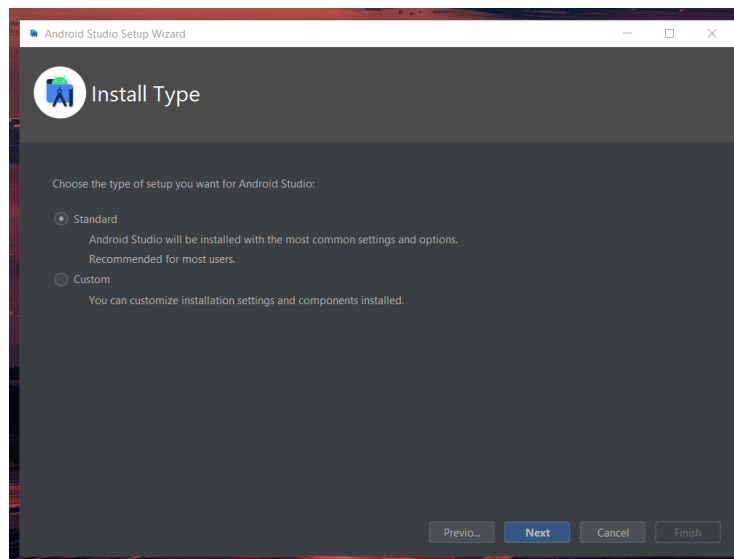 Android Studio Setup Wizard
Install Type
Choose the type of setup you want for Android Studio:
Standard
Android Studio will be installed with the most common settings and options.
Recommended for most users.
Custom
You can customize installation settings and components installed.
Previo... Next Cancel Finish